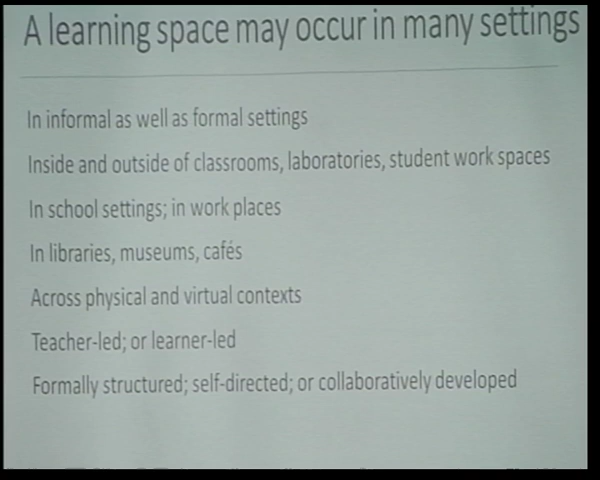 A learning space may occur in many settings
In informal as well as formal settings
Inside and outside of classrooms, laboratories, student work spaces
In school settings; in work places
In libraries, museums, cafés
Across physical and virtual contexts
Teacher-led; or learner-led
Formally structured; self-directed; or collaboratively developed